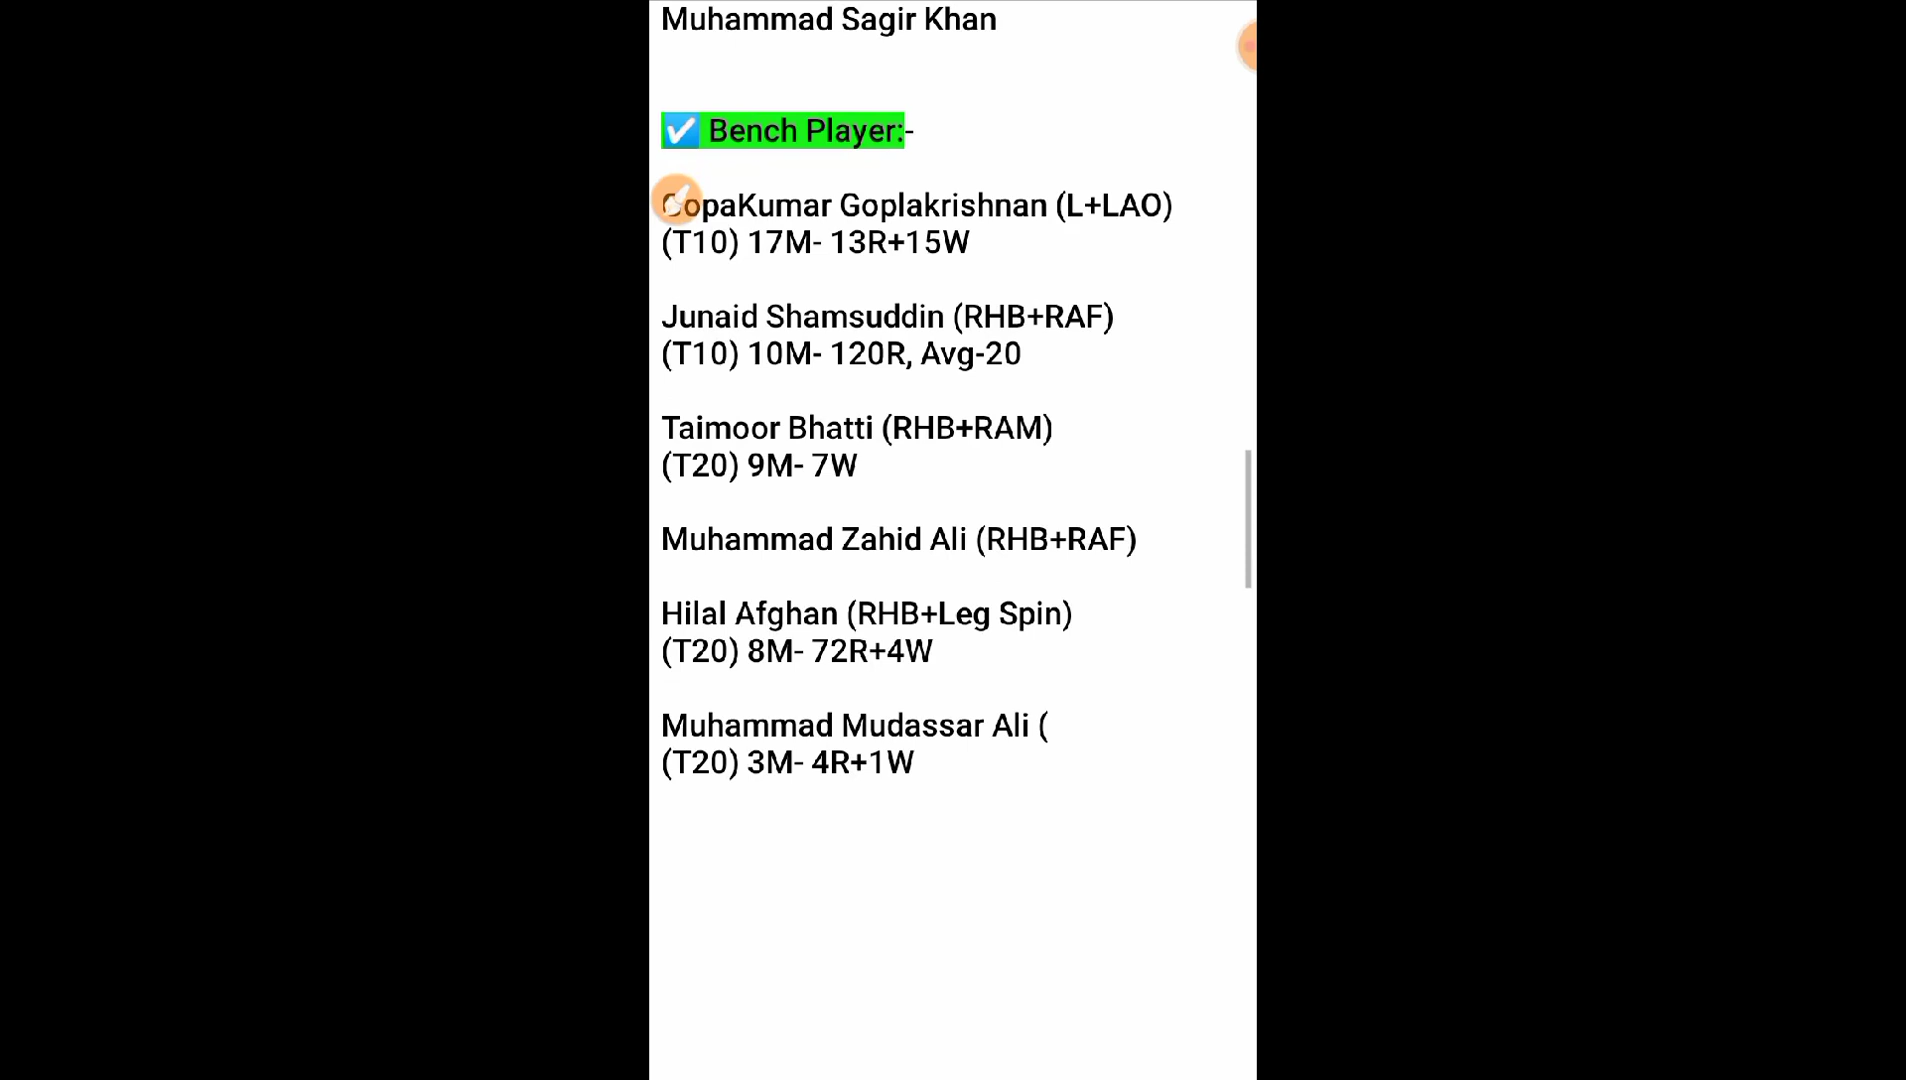 Muhammad Sagir Khan
✅ Bench Player:-
GopaKumar Goplakrishnan (L+LAO)
(T10) 17M- 13R+15W
Junaid Shamsuddin (RHB+RAF)
(T10) 10M- 120R, Avg-20
Taimoor Bhatti (RHB+RAM)
(T20) 9M- 7W
Muhammad Zahid Ali (RHB+RAF)
Hilal Afghan (RHB+Leg Spin)
(T20) 8M- 72R+4W
Muhammad Mudassar Ali (
(T20) 3M- 4R+1W